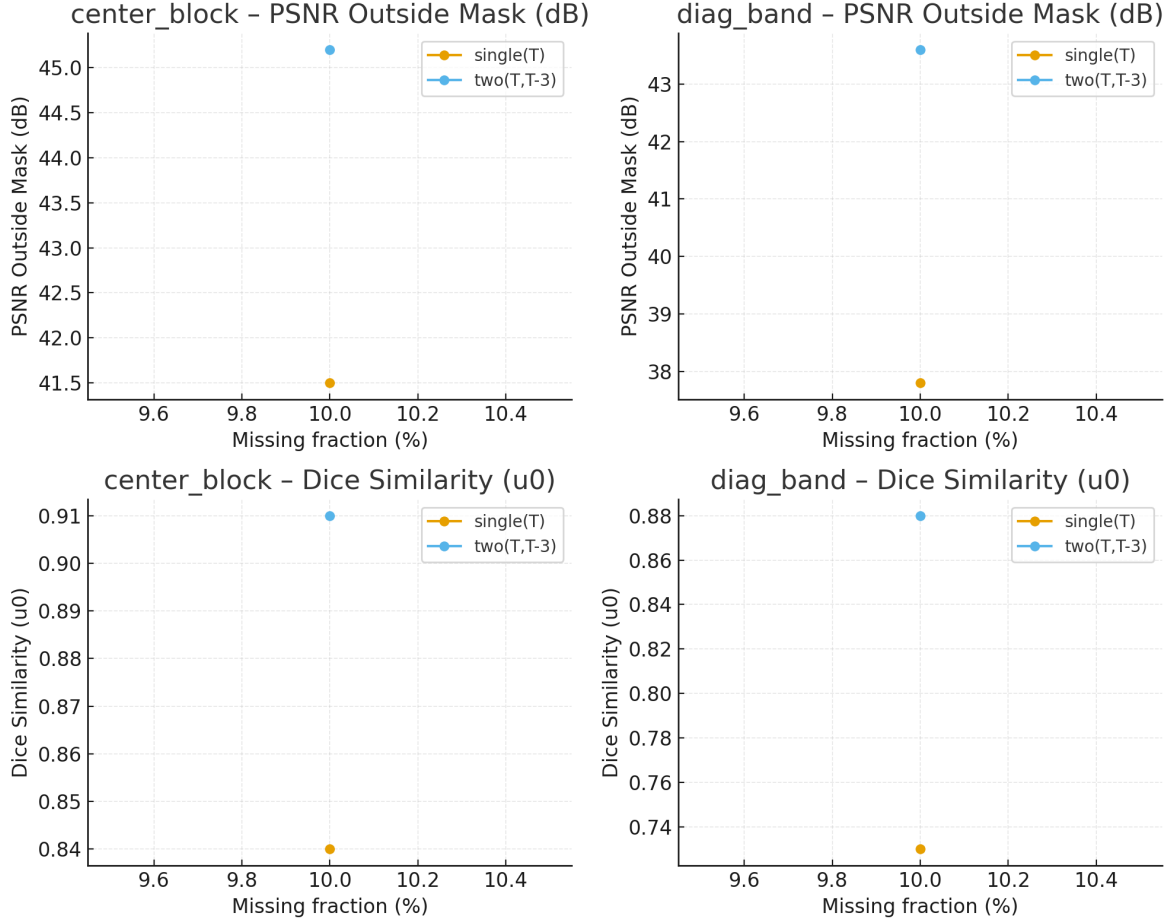 center_block – PSNR Outside Mask (dB)
PSNR Outside Mask (dB)
45.0
44.5
44.0
43.5
43.0
42.5
42.0
41.5
single(T)
two(T,T-3)
9.6 9.8 10.0 10.2 10.4
Missing fraction (%)
diag_band – PSNR Outside Mask (dB)
PSNR Outside Mask (dB)
43
42
41
40
39
38
single(T)
two(T,T-3)
9.6 9.8 10.0 10.2 10.4
Missing fraction (%)
center_block – Dice Similarity (u0)
Dice Similarity (u0)
0.91
0.90
0.89
0.88
0.87
0.86
0.85
0.84
single(T)
two(T,T-3)
9.6 9.8 10.0 10.2 10.4
Missing fraction (%)
diag_band – Dice Similarity (u0)
Dice Similarity (u0)
0.88
0.86
0.84
0.82
0.80
0.78
0.76
0.74
single(T)
two(T,T-3)
9.6 9.8 10.0 10.2 10.4
Missing fraction (%)